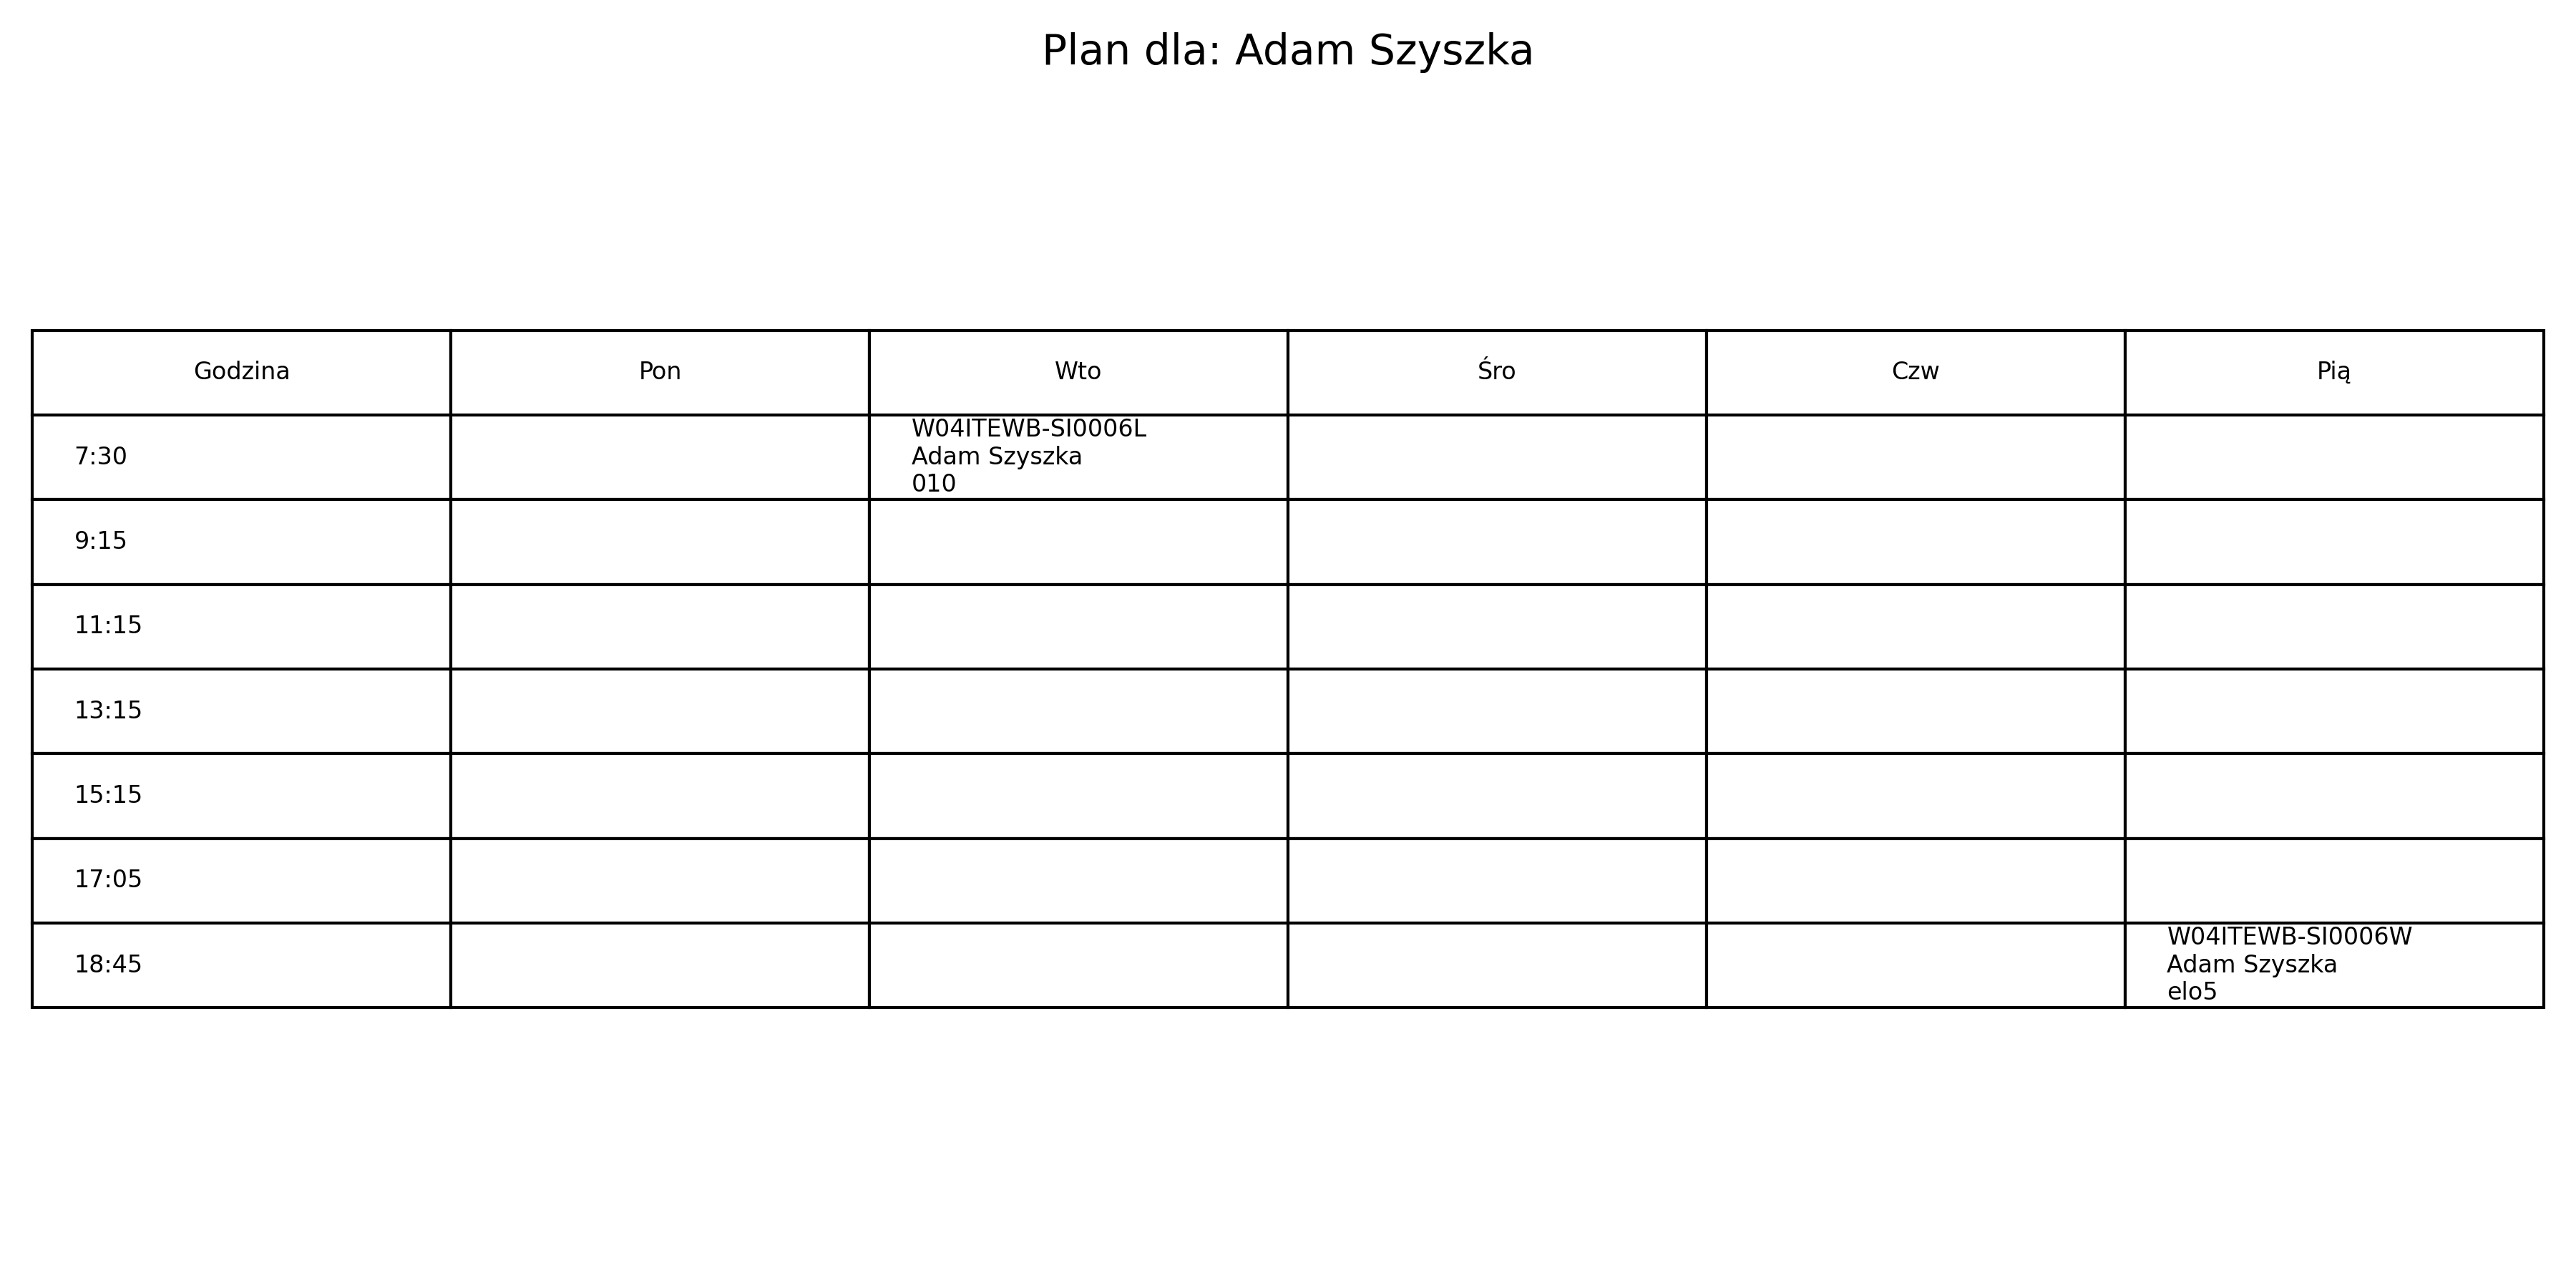 Plan dla: Adam Szyszka
Godzina Pon Wto Śro Czw Pią
7:30
W04ITEWB-SI0006L
Adam Szyszka
010
9:15
11:15
13:15
15:15
17:05
18:45
W04ITEWB-SI0006W
Adam Szyszka
elo5